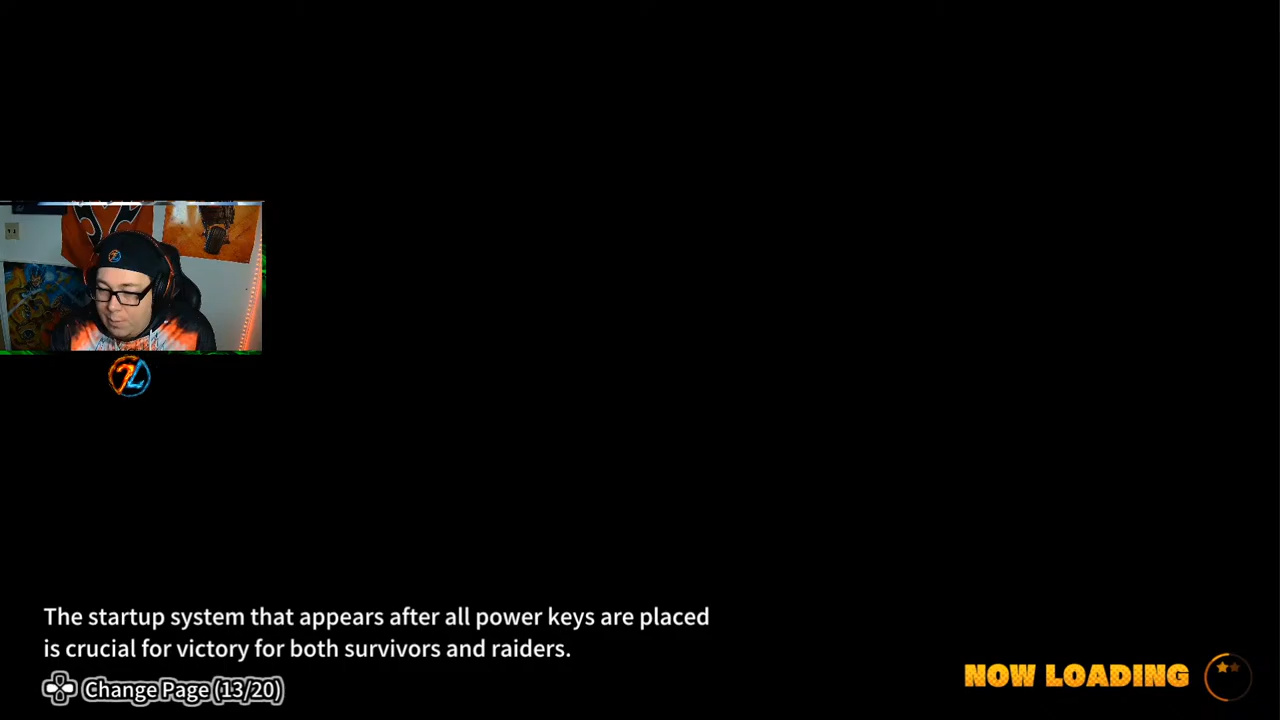 The startup system that appears after all power keys are placed
is crucial for victory for both survivors and raiders.
Change Page (13/20)
NOW LOADING